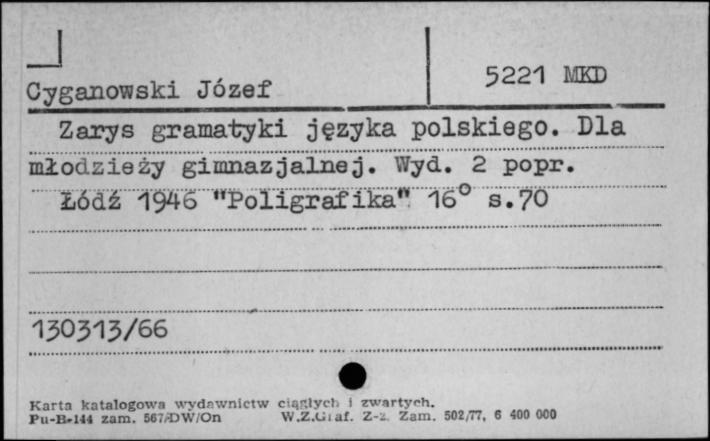 5221 MKD
Cyganowski Józef
Zarys gramatyki języka polskiego. Dla
młodzieży gimnazjalnej. Wyd. 2 popr.
Łódź 1946 "Poligrafika" 16° s.70
130313/66
Karta katalogowa wydawnictw ciągłych i zwartych.
Pu-B-144 zam. 567/DW/On W.Z.Graf. Z-z. Zam. 502/77, 6 400 000